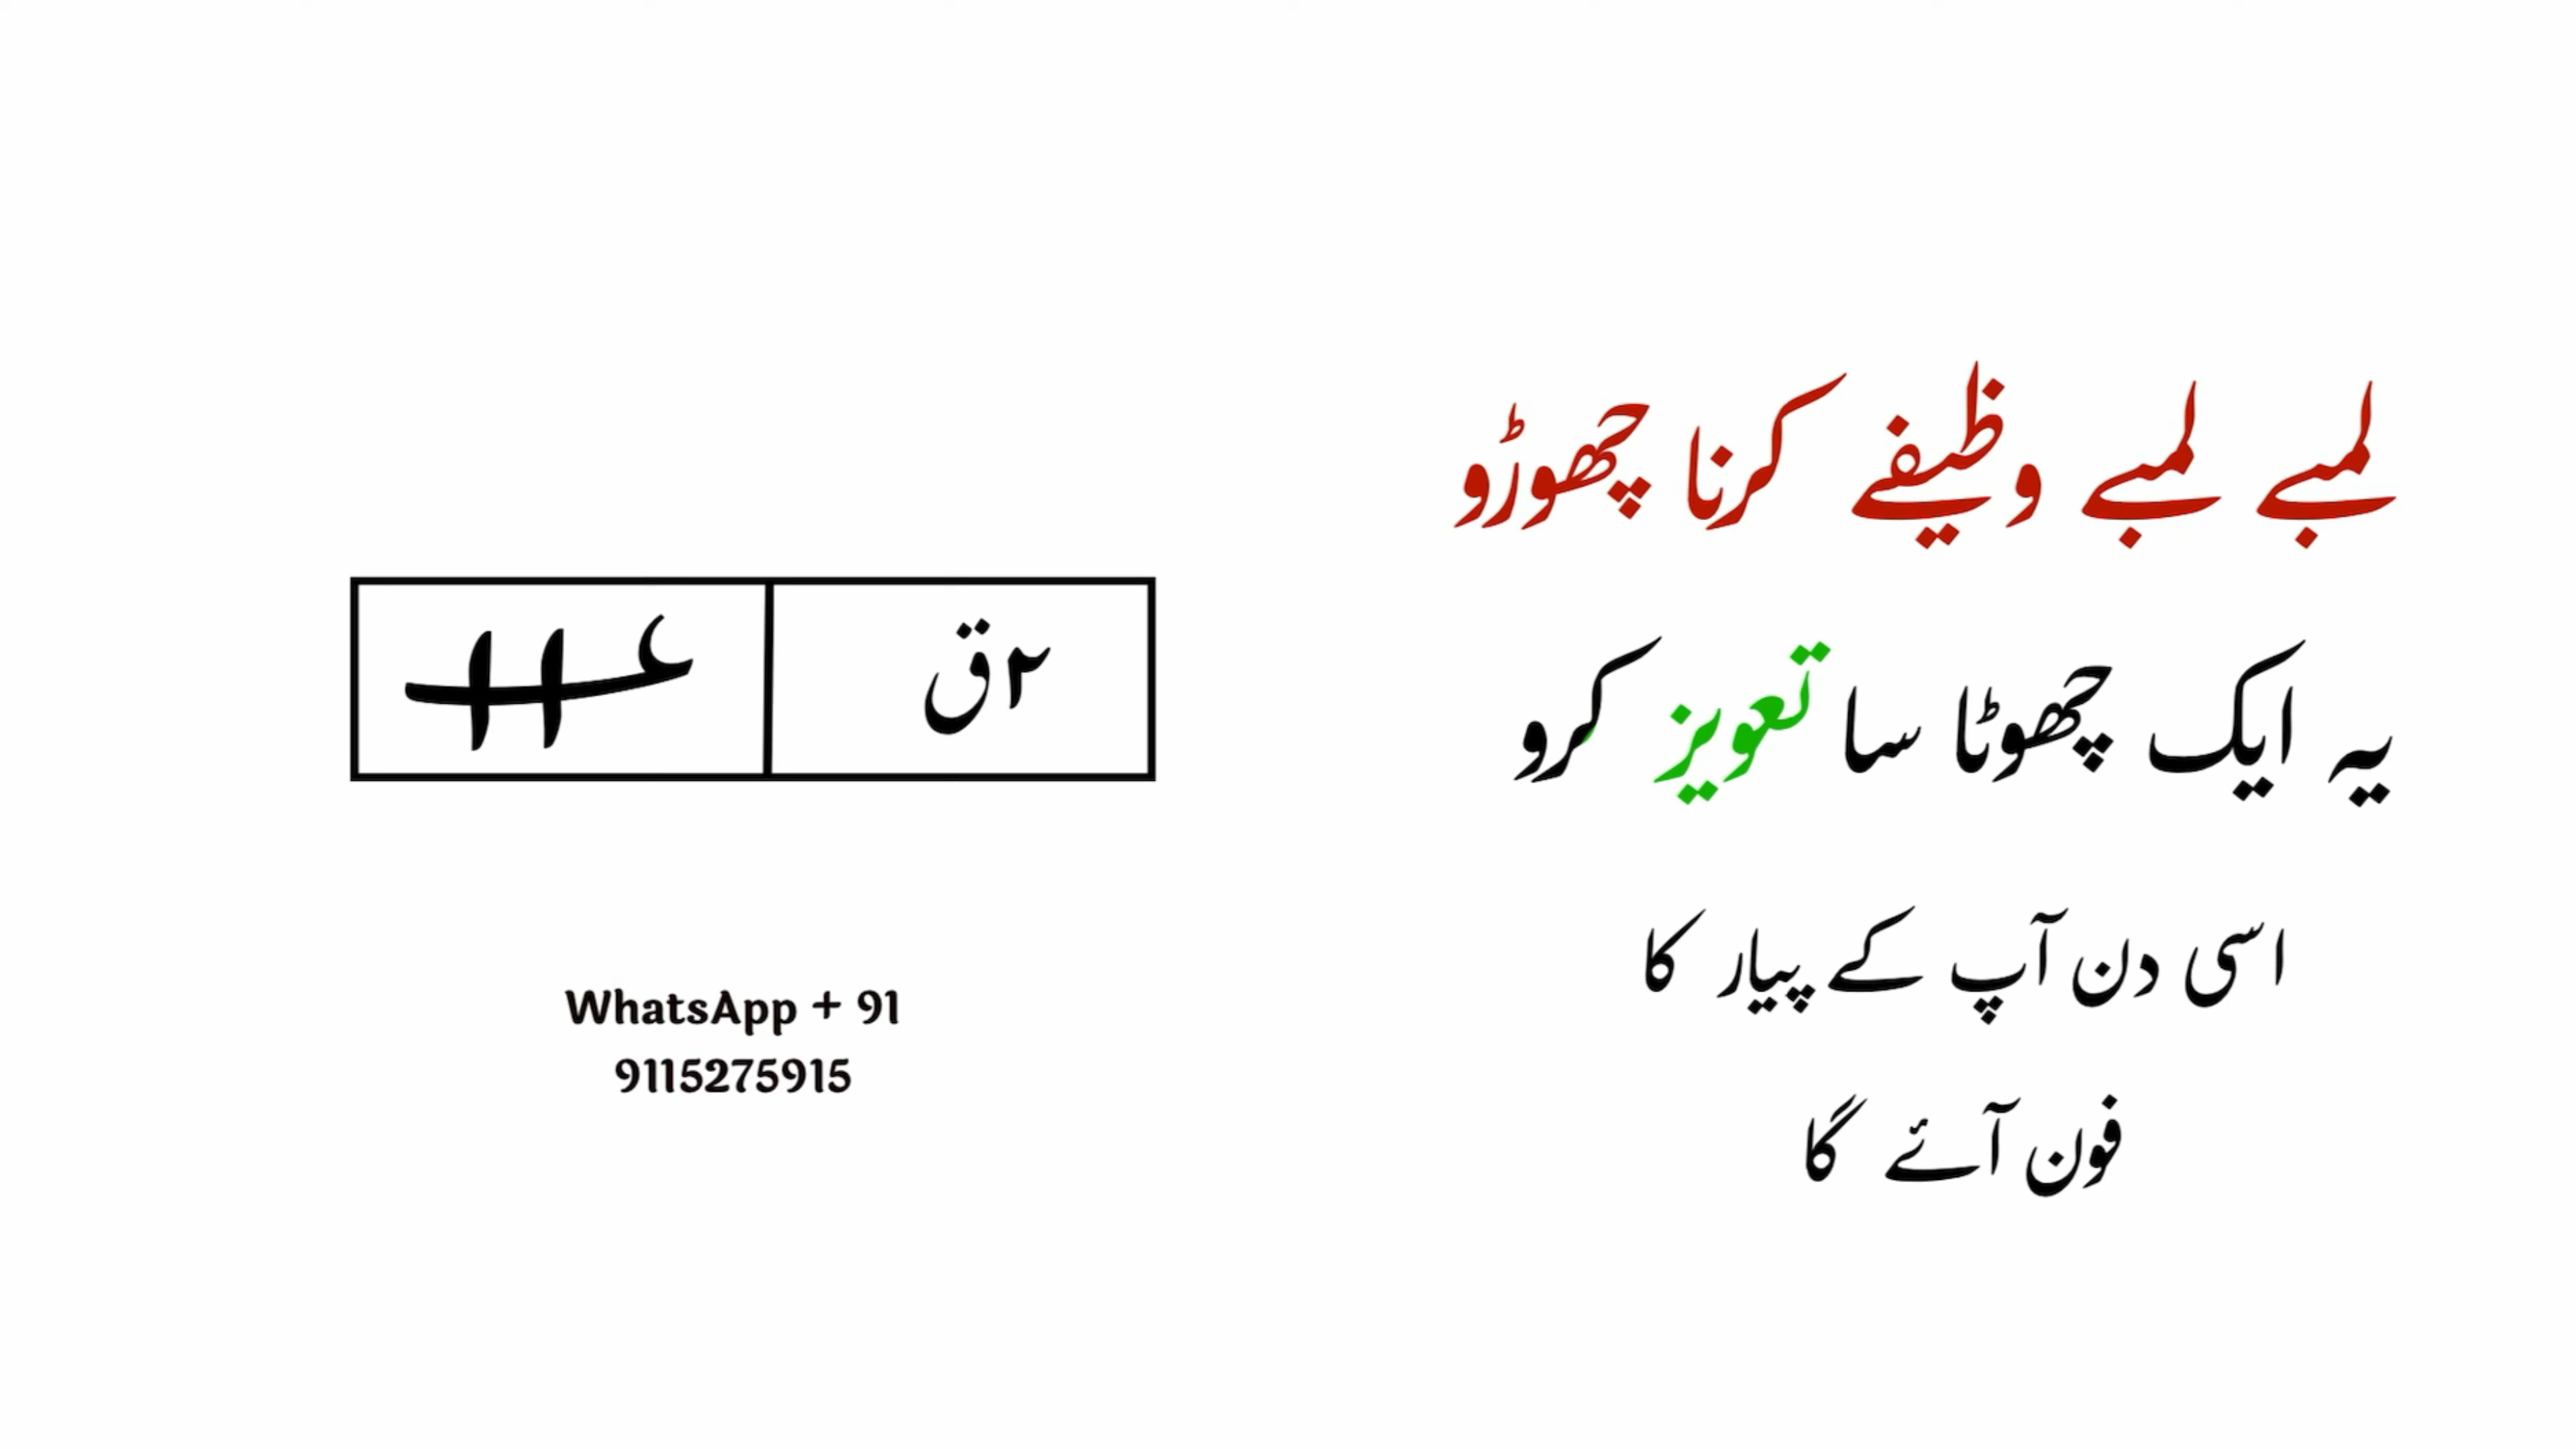 لمبے لمبے وظیفے کرنا چھوڑو
یہ ایک چھوٹا سا تعویز کرو
اسی دن آپ کے پیار کا
فون آئے گا
۲ق
WhatsApp + 91
9115275915